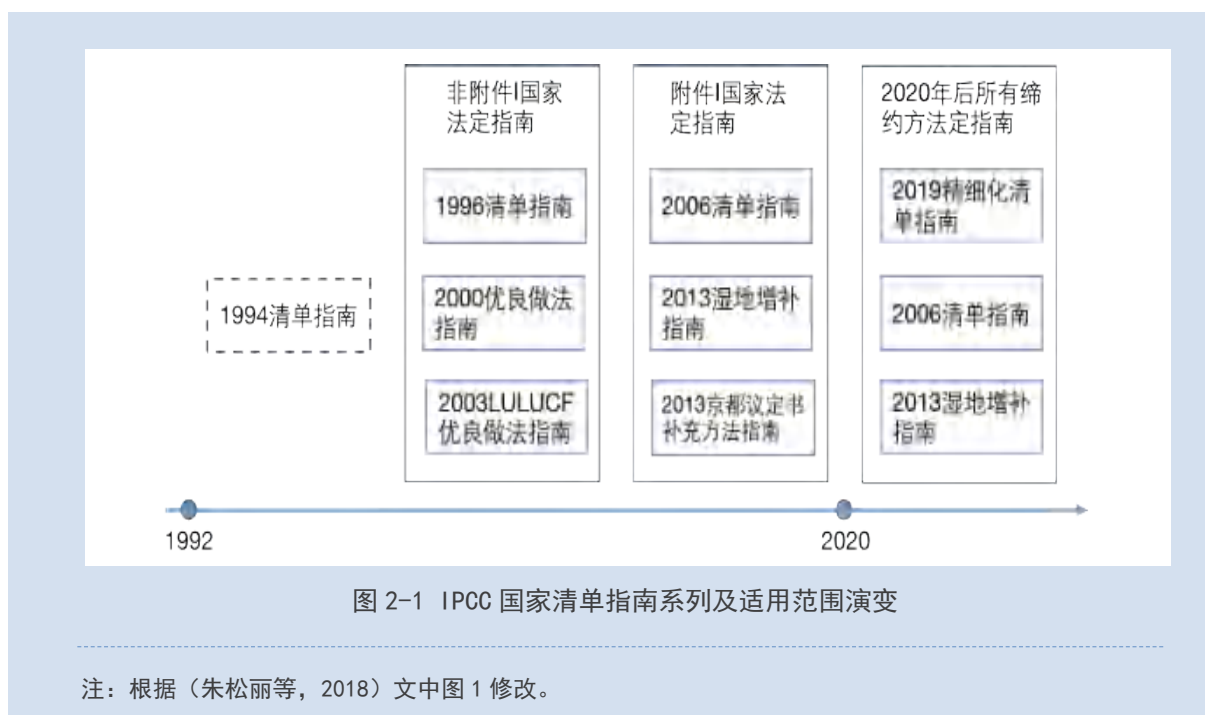 非附件I国家
法定指南
1996清单指南
2000优良做法
指南
2003LULUCF
优良做法指南
附件I国家法
定指南
2006清单指南
2013湿地增补
指南
2013京都议定书
补充方法指南
2020年后所有缔
约方法定指南
2019精细化清
单指南
2006清单指南
2013湿地增补
指南
1994清单指南
1992
2020
图 2-1 IPCC 国家清单指南系列及适用范围演变
注：根据（朱松丽等，2018）文中图 1 修改。